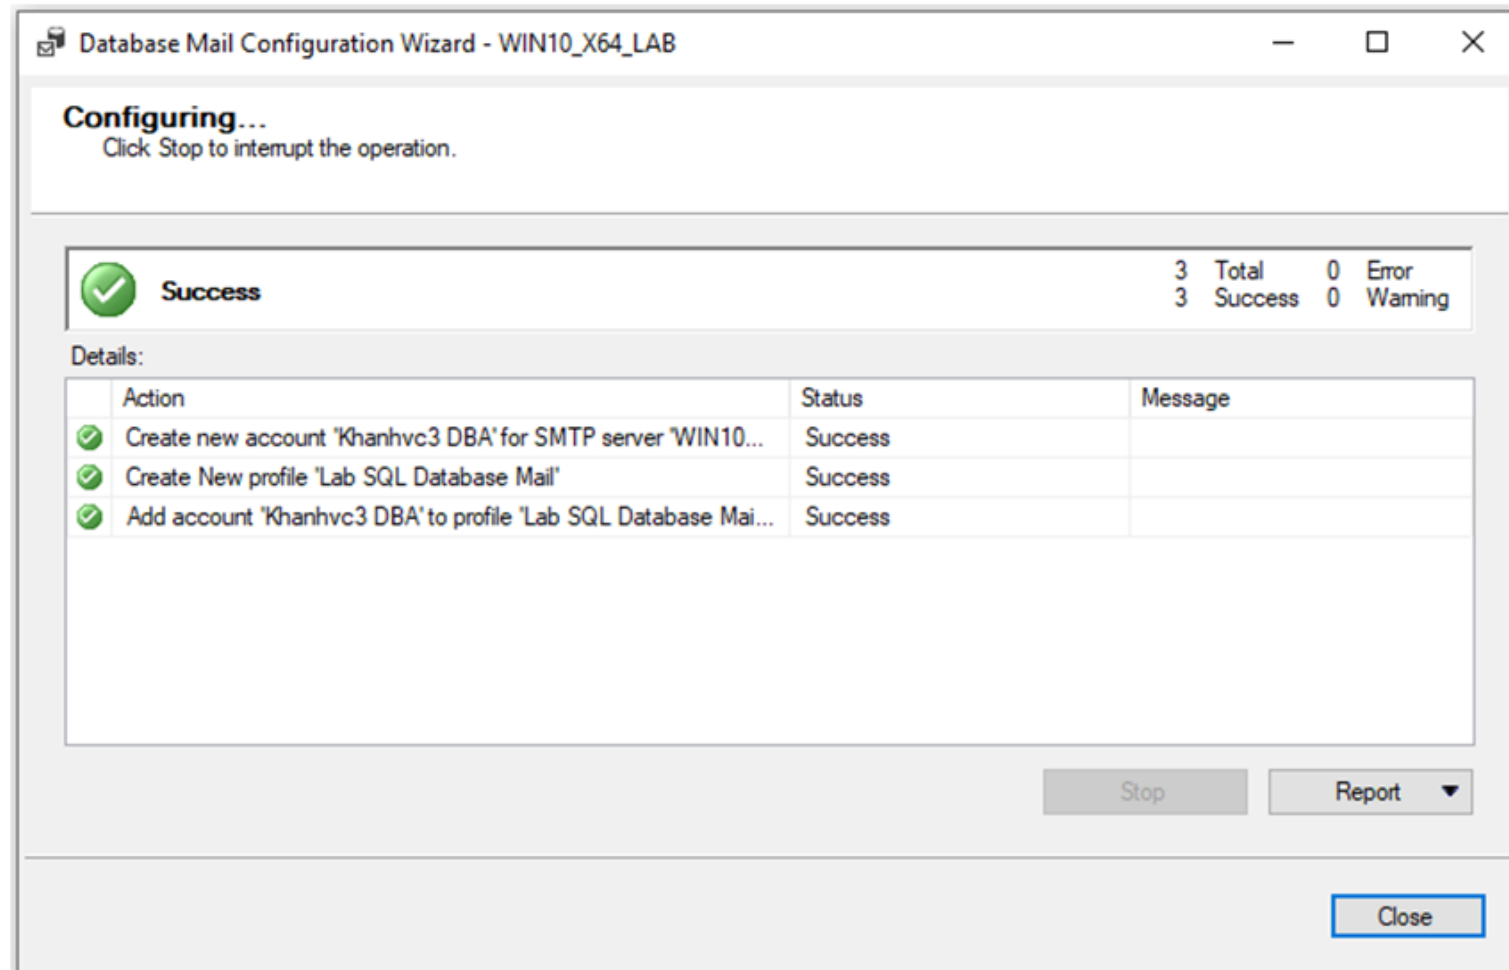 Database Mail Configuration Wizard - WIN10_X64_LAB
Configuring...
Click Stop to interrupt the operation.
Success
3 Total 0 Error
3 Success 0 Warning
Details:
Action Status Message
Create new account 'Khanhvc3 DBA' for SMTP server 'WIN10... Success
Create New profile 'Lab SQL Database Mail' Success
Add account 'Khanhvc3 DBA' to profile 'Lab SQL Database Mai... Success
Stop Report
Close